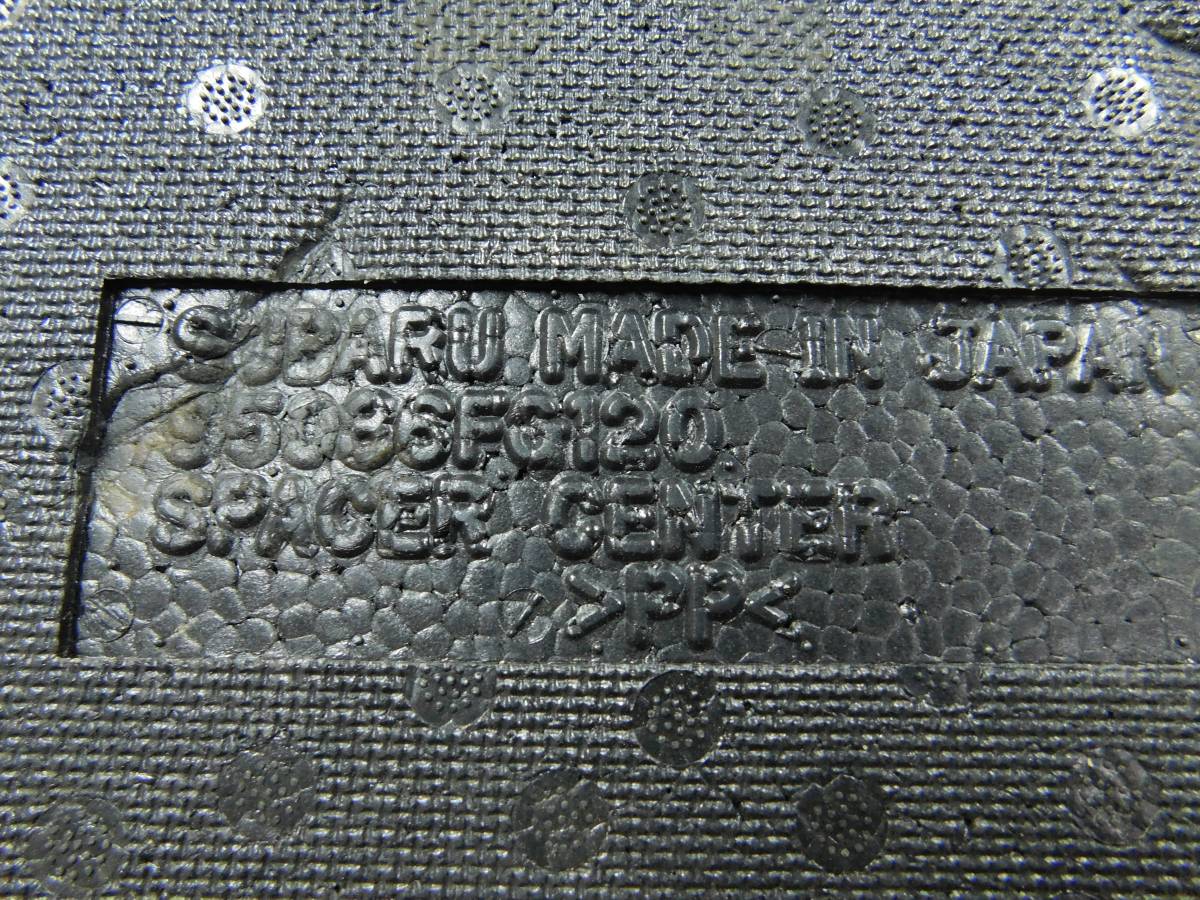 SUBARU MADE IN JAPAN
95086FG120
SPACER CENTER
>PP<